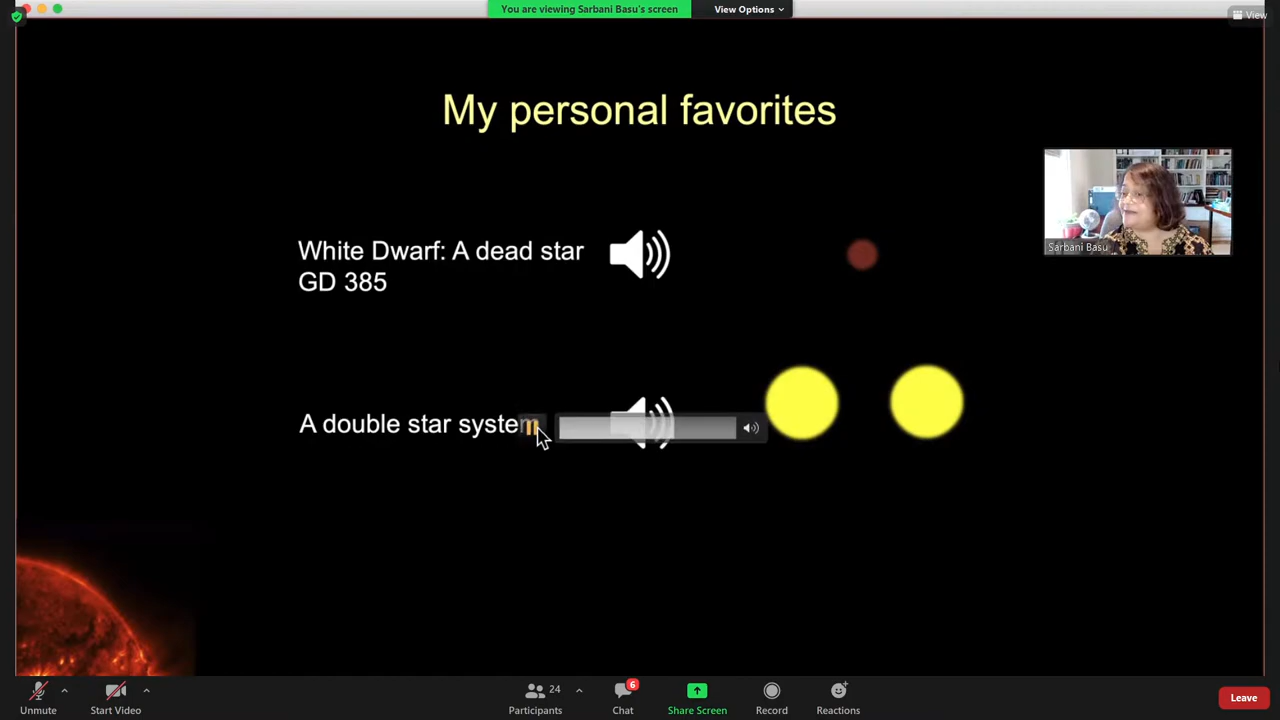 You are viewing Sarbani Basu's screen
View Options
View
My personal favorites
Sarbani Basu
White Dwarf: A dead star
GD 385
A double star system
Unmute
Start Video
24
Participants
6
Chat
Share Screen
Record
Reactions
Leave